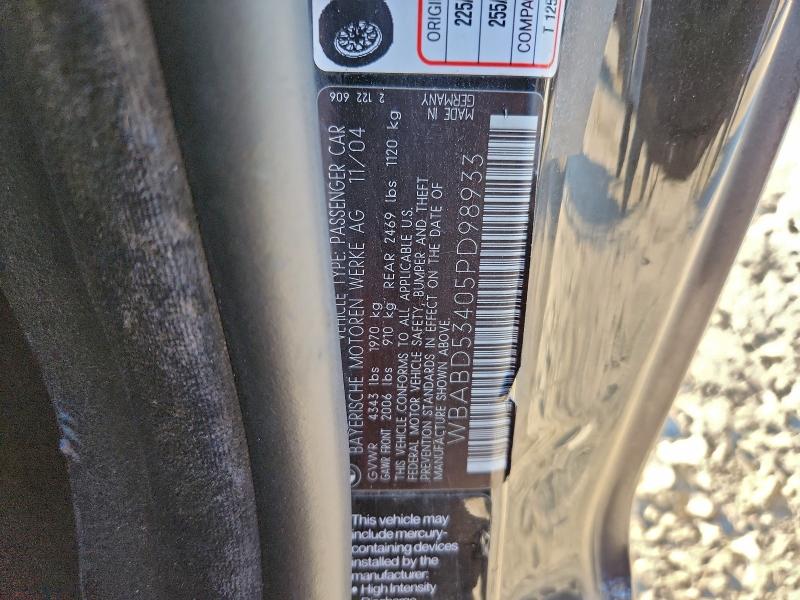 ORIGI
225/
255/
COMPA
T 125
VEHICLE TYPE: PASSENGER CAR
BAYERISCHE MOTOREN WERKE AG 11/04
GVWR 4343 lbs 1970 kg
GAWR FRONT 2006 lbs 910 kg REAR 2469 lbs 1120 kg
THIS VEHICLE CONFORMS TO ALL APPLICABLE U.S.
FEDERAL MOTOR VEHICLE SAFETY, BUMPER AND THEFT
PREVENTION STANDARDS IN EFFECT ON THE DATE OF
MANUFACTURE SHOWN ABOVE.
WBABD53405PD98933
2 122 606
MADE IN
GERMANY
This vehicle may
include mercury-
containing devices
installed by the
manufacturer:
• High Intensity
Discharge